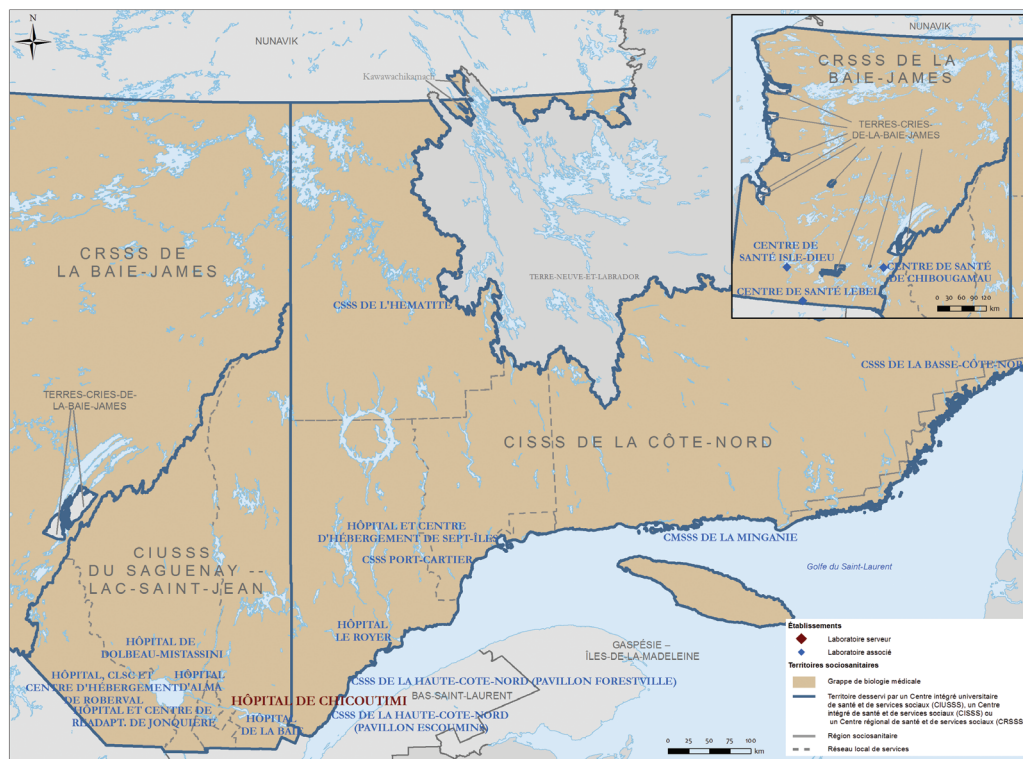 N
NUNAVIK
Kawawachikamach
CRSSS DE
LA BAIE-JAMES
TERRE-NEUVE-ET-LABRADOR
CSSS DE L'HEMATITE
TERRES-CRIES-DE-
LA-BAIE-JAMES
CISSS DE LA CÔTE-NORD
CSSS DE LA BASSE-CÔTE-NOR
HÔPITAL ET CENTRE
D'HÉBERGEMENT DE SEPT-ÎLES
CSSS PORT-CARTIER
CMSSS DE LA MINGANIE
Golfe du Saint-Laurent
CIUSSS
DU SAGUENAY --
LAC-SAINT-JEAN
HÔPITAL
LE ROYER
HÔPITAL DE
DOLBEAU-MISTASSINI
GASPÉSIE –
ÎLES-DE-LA-MADELEINE
HÔPITAL, CLSC ET
CENTRE D'HÉBERGEMENT
DE ROBERVAL
HÔPITAL
D'ALMA
CSSS DE LA HAUTE-COTE-NORD (PAVILLON FORESTVILLE)
BAS-SAINT-LAURENT
HÔPITAL DE CHICOUTIMI
HÔPITAL ET CENTRE DE
READAPT. DE JONQUIERE
HÔPITAL
DE LA BAIE
CSSS DE LA HAUTE-COTE-NORD
(PAVILLON ESCOUMINS)
0 25 50 75 100
km
NUNAVIK
CRSSS DE LA
BAIE-JAMES
TERRES-CRIES-
DE-LA-BAIE-JAMES
CENTRE DE
SANTÉ ISLE-DIEU
CENTRE DE SANTÉ
DE CHIBOUGAMAU
CENTRE DE SANTÉ LEBEL
0 30 60 90 120
km
Établissements
Laboratoire serveur
Laboratoire associé
Territoires sociosanitaires
Grappe de biologie médicale
Territoire desservi par un Centre intégré universitaire
de santé et de services sociaux (CIUSSS), un Centre
intégré de santé et de services sociaux (CISSS) ou
un Centre régional de santé et de services sociaux (CRSSS
Région sociosanitaire
Réseau local de services